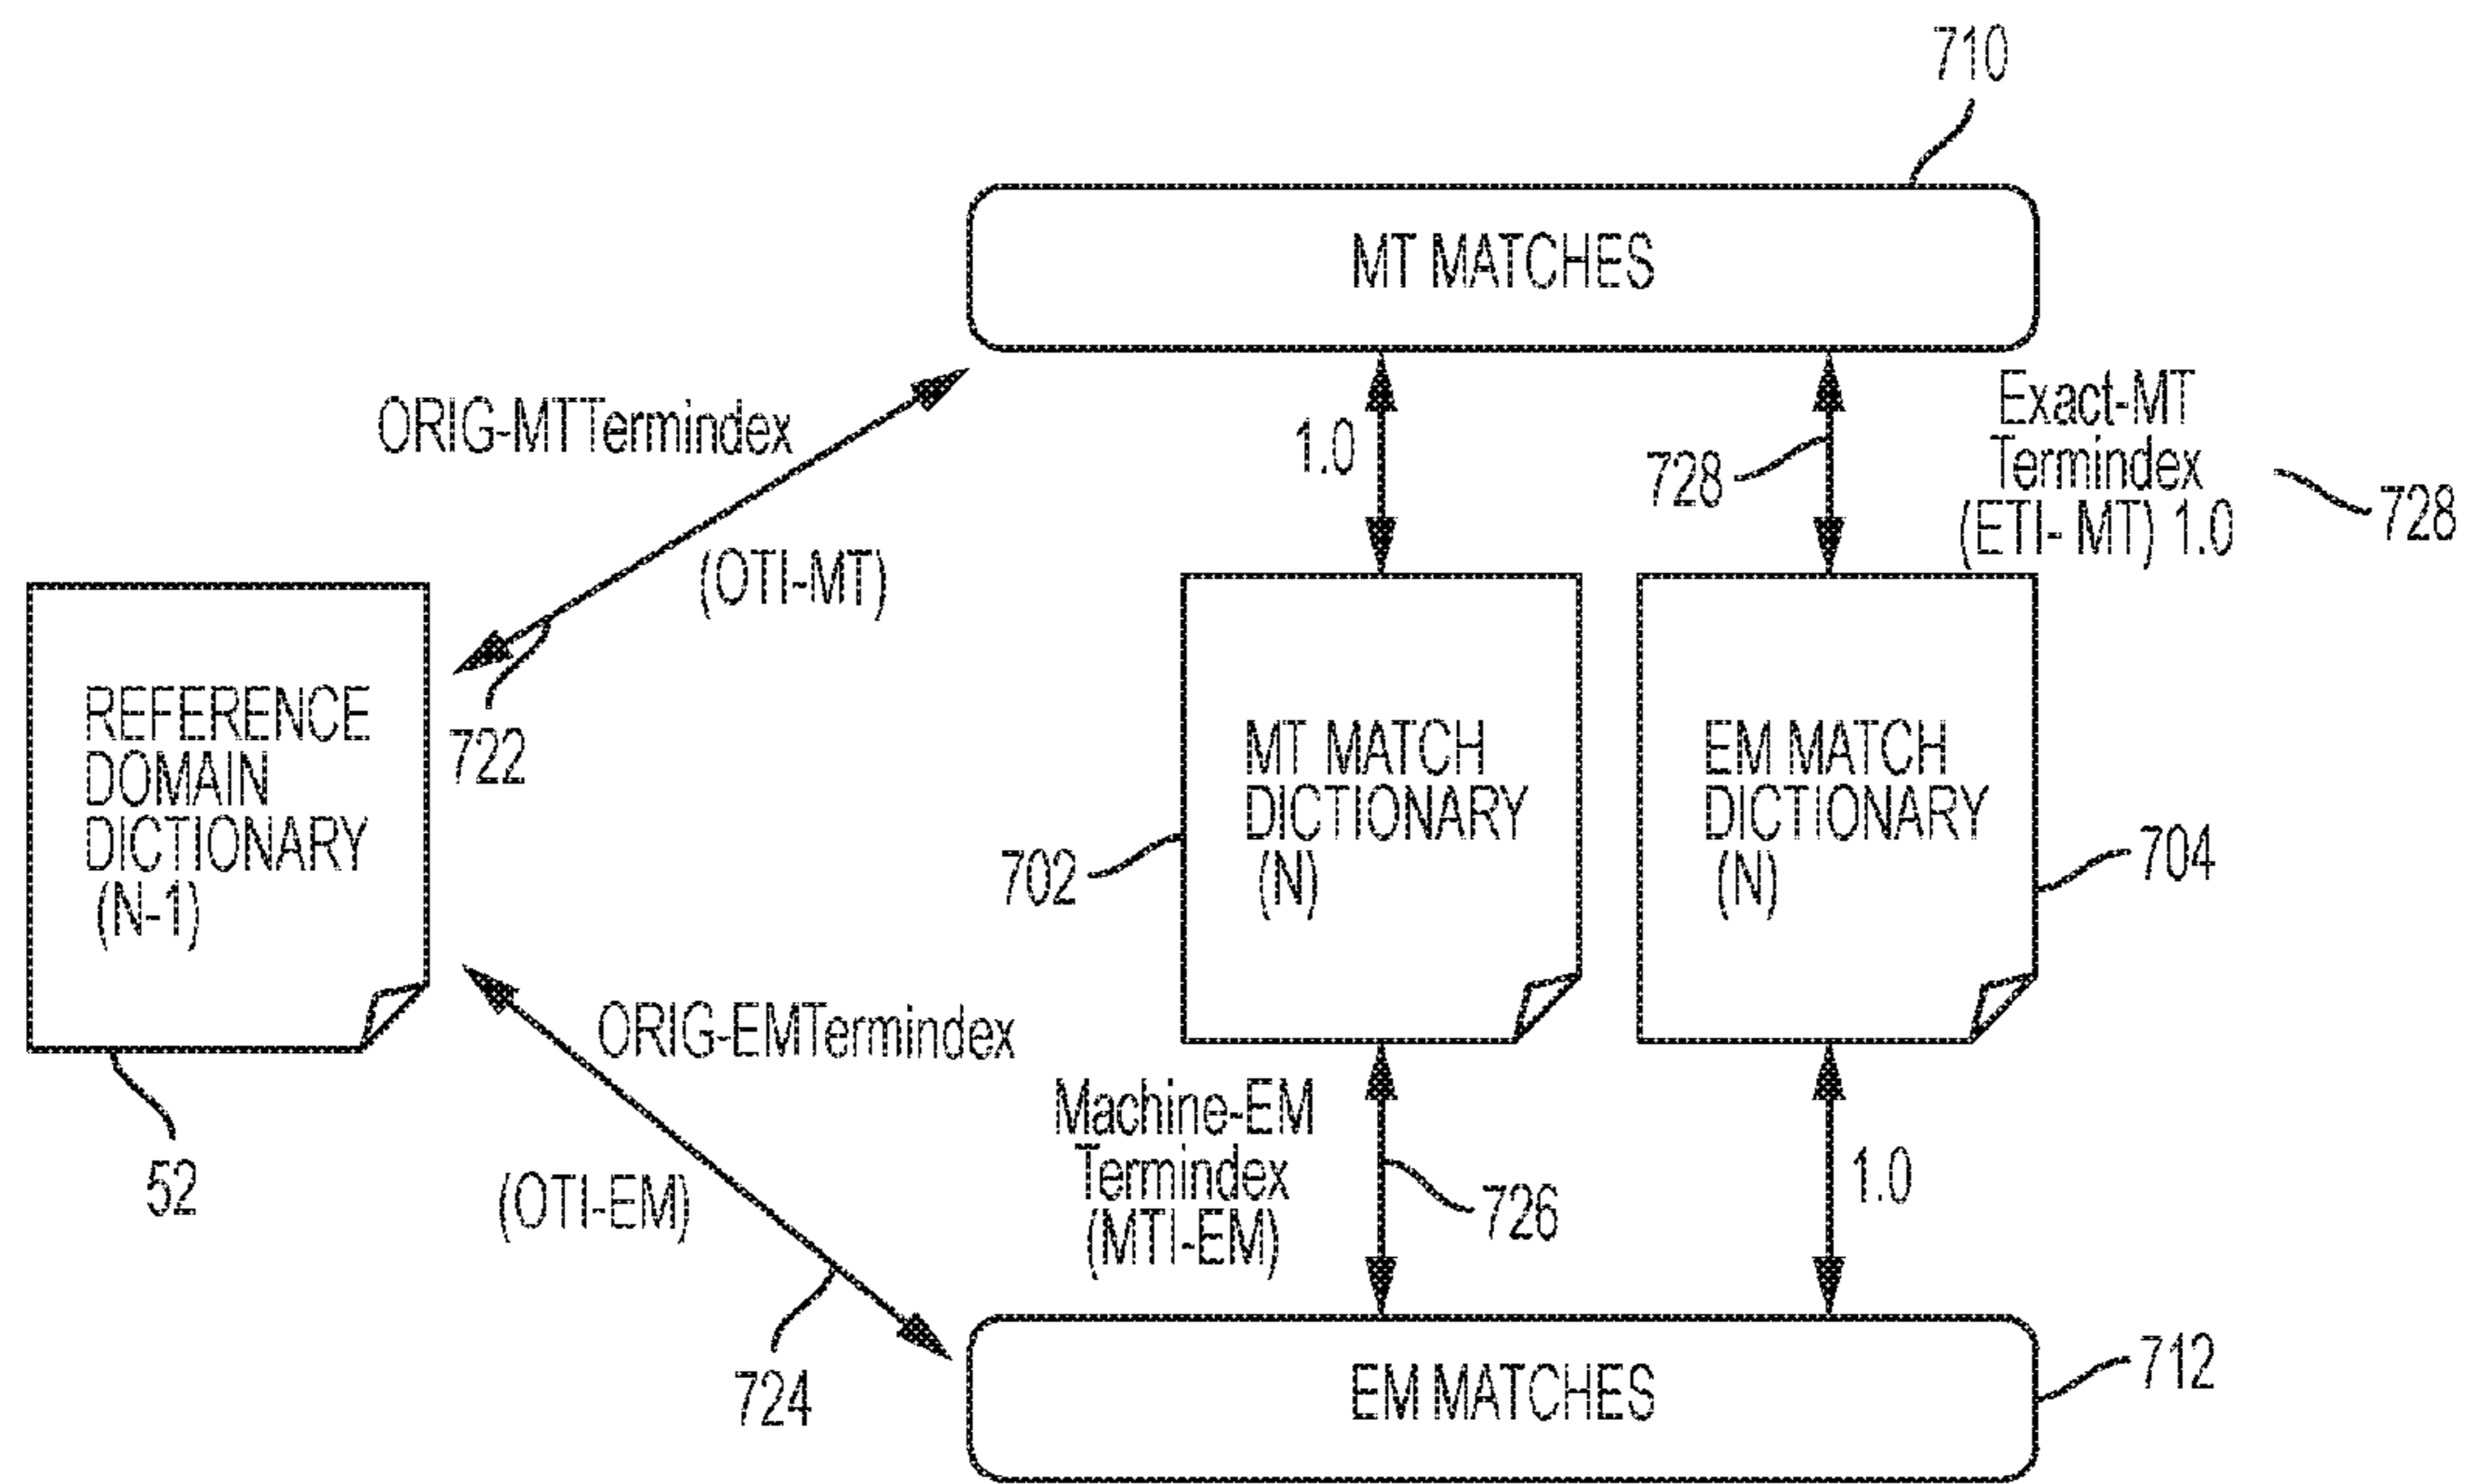 710
MT MATCHES
ORIG-MTTermindex
(OTI-MT)
722
1.0
728
Exact-MT
Termindex
(ETI- MT) 1.0
728
REFERENCE
DOMAIN
DICTIONARY
(N-1)
52
MT MATCH
DICTIONARY
(N)
702
EM MATCH
DICTIONARY
(N)
704
ORIG-EMTermindex
(OTI-EM)
724
Machine-EM
Termindex
(MTI-EM)
726
1.0
EM MATCHES
712